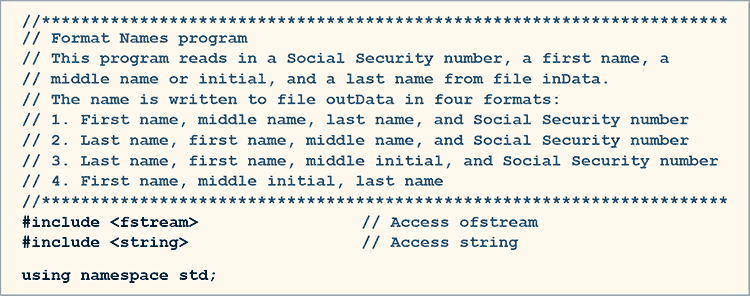 //**********************************************************************
// Format Names program
// This program reads in a Social Security number, a first name, a
// middle name or initial, and a last name from file inData.
// The name is written to file outData in four formats:
// 1. First name, middle name, last name, and Social Security number
// 2. Last name, first name, middle name, and Social Security number
// 3. Last name, first name, middle initial, and Social Security number
// 4. First name, middle initial, last name
//**********************************************************************
#include <fstream> // Access ofstream
#include <string> // Access string
using namespace std;